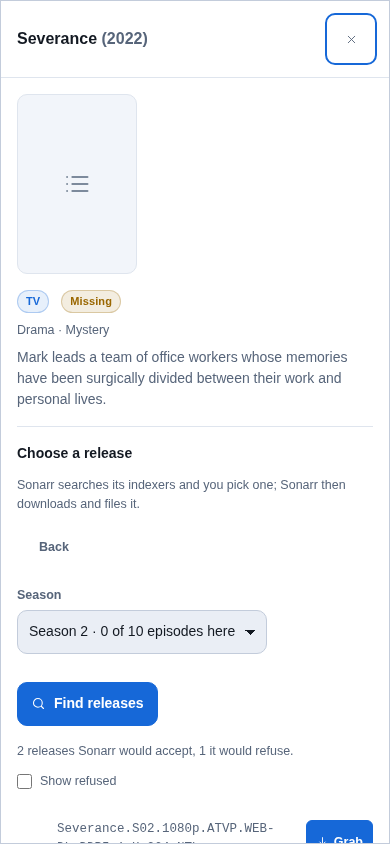 Severance (2022)
TV
Missing
Drama · Mystery
Mark leads a team of office workers whose memories
have been surgically divided between their work and
personal lives.
Choose a release
Sonarr searches its indexers and you pick one; Sonarr then
downloads and files it.
Back
Season
Season 2 · 0 of 10 episodes here
Find releases
2 releases Sonarr would accept, 1 it would refuse.
Show refused
Severance.S02.1080p.ATVP.WEB-
Grab